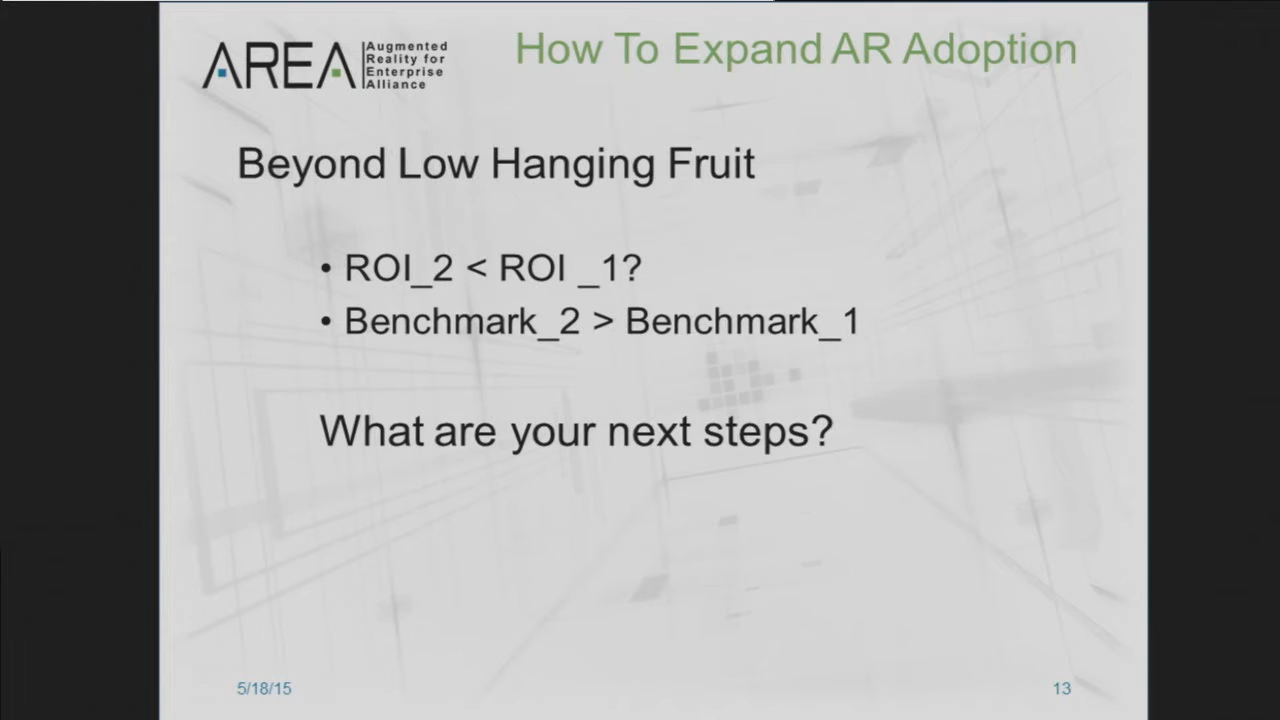 AREA
Augmented
Reality for
Enterprise
Alliance
How To Expand AR Adoption
Beyond Low Hanging Fruit
• ROI_2 < ROI _1?
• Benchmark_2 > Benchmark_1
What are your next steps?
5/18/15
13